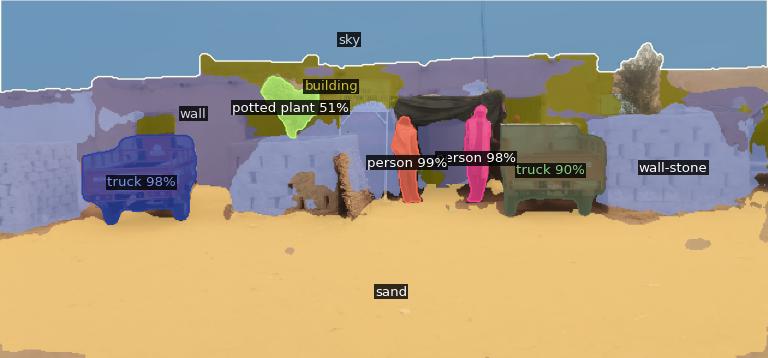 sky
building
potted plant 51%
wall
person 99%
erson 98%
wall-stone
truck 90%
truck 98%
sand